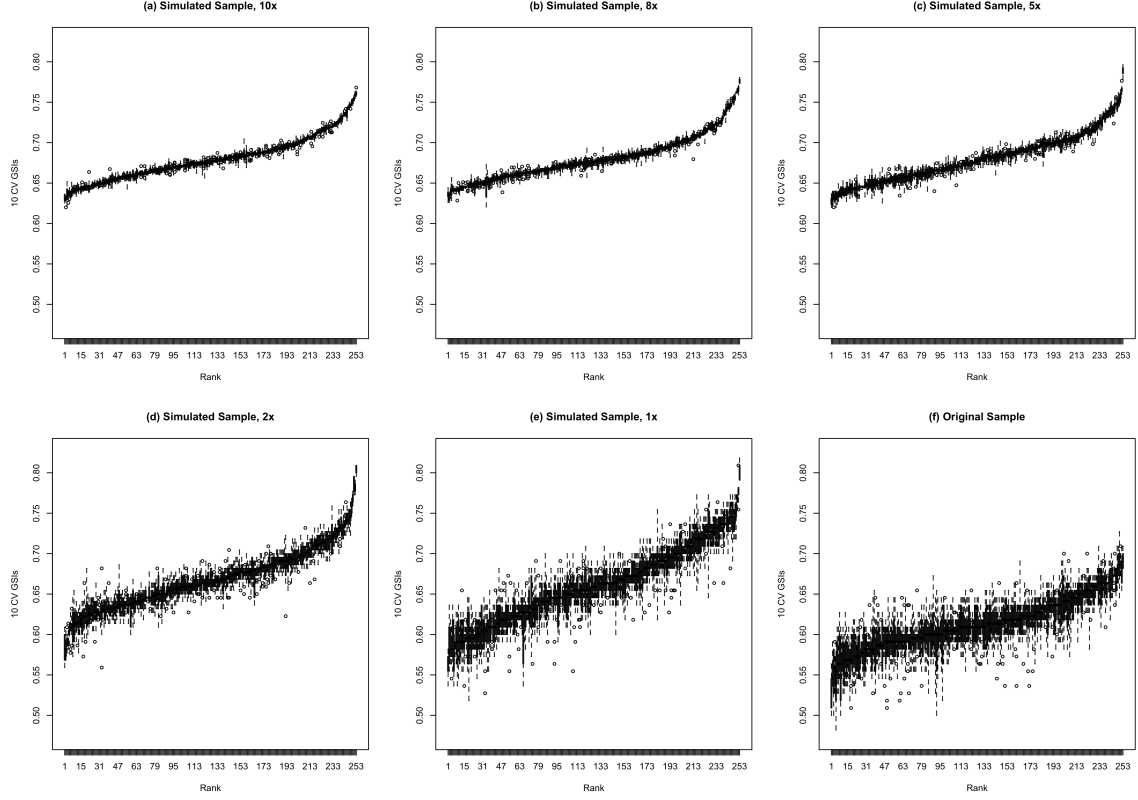 (a) Simulated Sample, 10x
(b) Simulated Sample, 8x
(c) Simulated Sample, 5x
10 CV GSIs
0.50 0.55 0.60 0.65 0.70 0.75 0.80
1 15 31 47 63 79 95 113 133 153 173 193 213 233 253
Rank
10 CV GSIs
0.50 0.55 0.60 0.65 0.70 0.75 0.80
1 15 31 47 63 79 95 113 133 153 173 193 213 233 253
Rank
10 CV GSIs
0.50 0.55 0.60 0.65 0.70 0.75 0.80
1 15 31 47 63 79 95 113 133 153 173 193 213 233 253
Rank
(d) Simulated Sample, 2x
(e) Simulated Sample, 1x
(f) Original Sample
10 CV GSIs
0.50 0.55 0.60 0.65 0.70 0.75 0.80
1 15 31 47 63 79 95 113 133 153 173 193 213 233 253
Rank
10 CV GSIs
0.50 0.55 0.60 0.65 0.70 0.75 0.80
1 15 31 47 63 79 95 113 133 153 173 193 213 233 253
Rank
10 CV GSIs
0.50 0.55 0.60 0.65 0.70 0.75 0.80
1 15 31 47 63 79 95 113 133 153 173 193 213 233 253
Rank